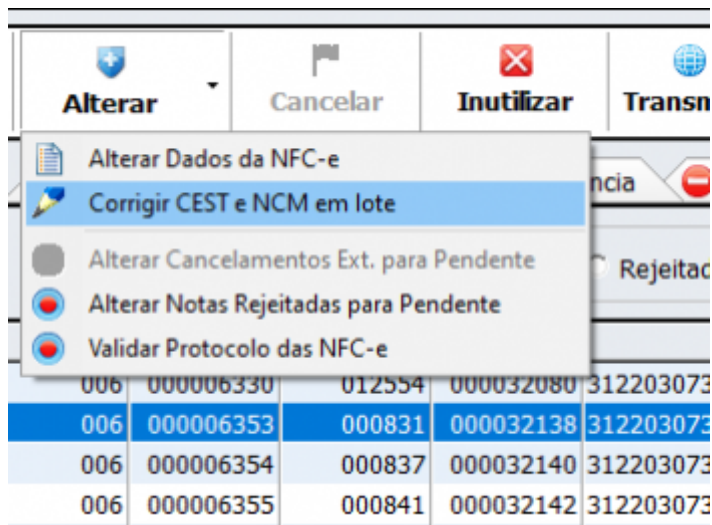 Alterar Cancelar Inutilizar Transm
Alterar Dados da NFC-e
Corrigir CEST e NCM em lote
ncia
Alterar Cancelamentos Ext. para Pendente
Rejeitad
Alterar Notas Rejeitadas para Pendente
Validar Protocolo das NFC-e
006 000006330 012554 000032080 312203073
006 000006353 000831 000032138 312203073
006 000006354 000837 000032140 312203073
006 000006355 000841 000032142 312203073